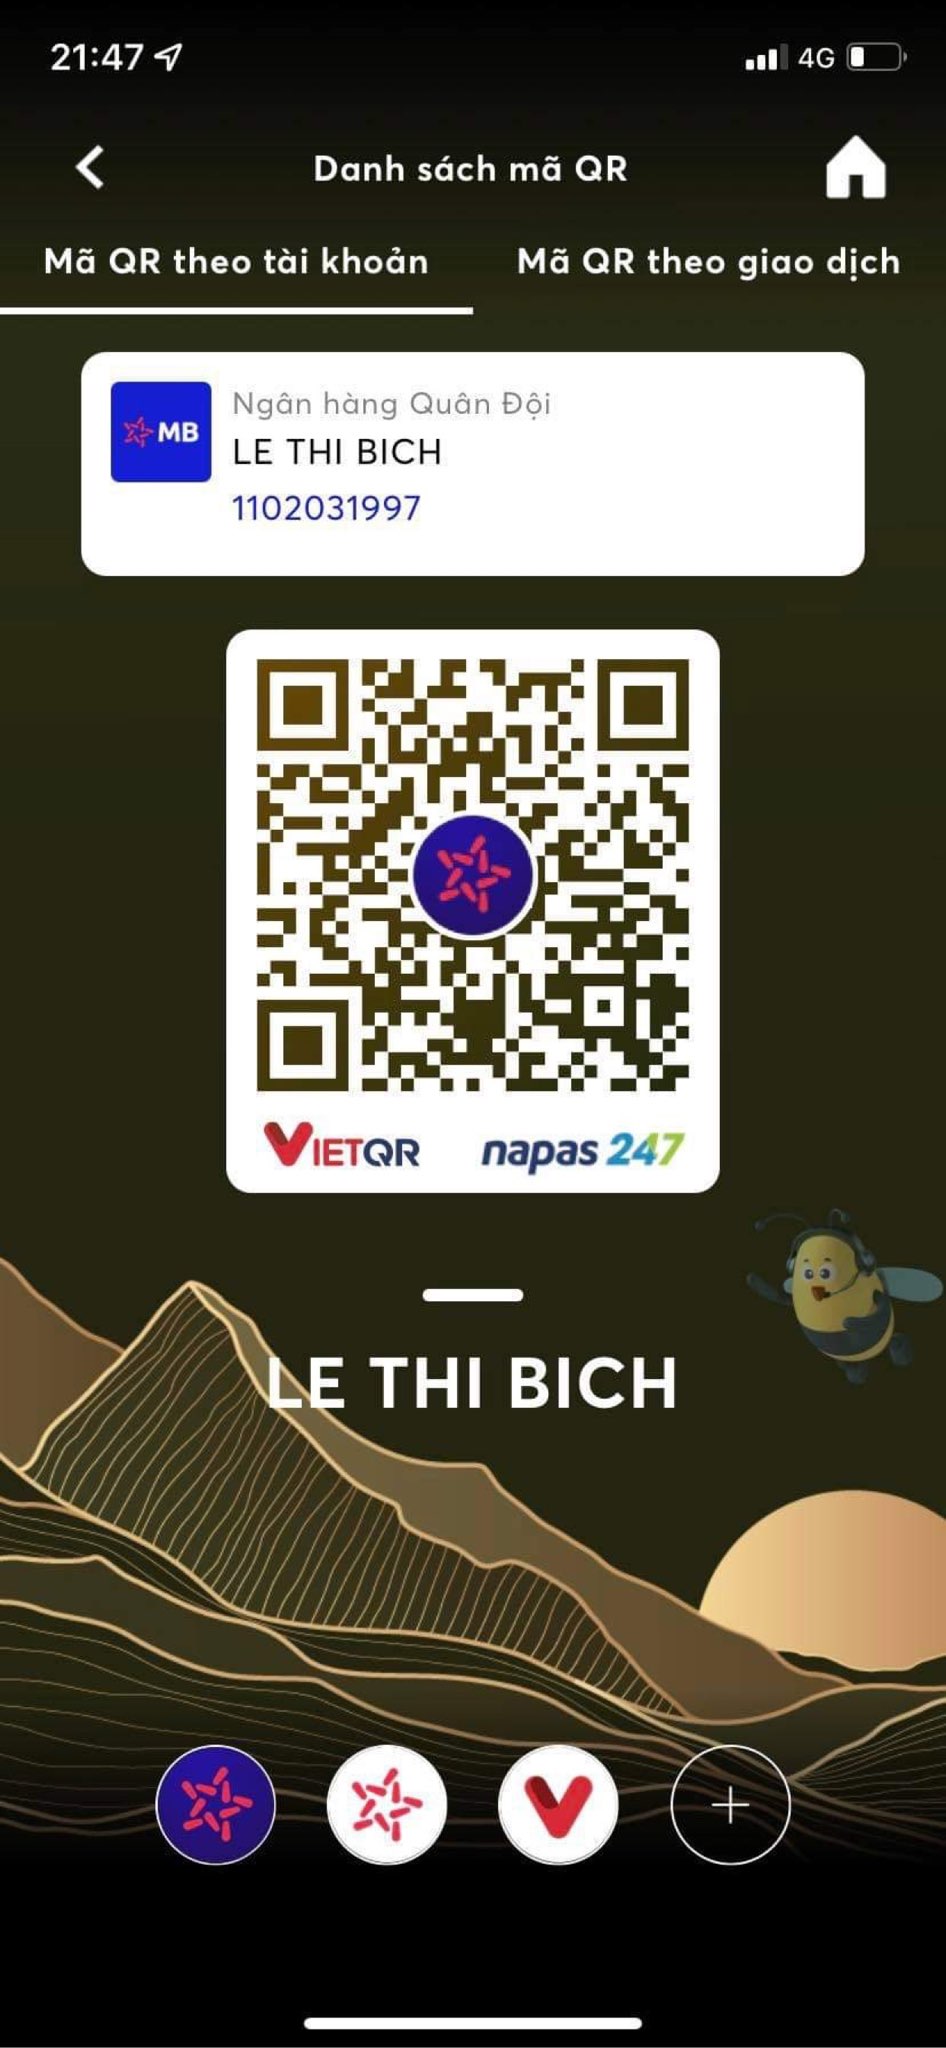 21:47
4G
Danh sách mã QR
Mã QR theo tài khoản
Mã QR theo giao dịch
MB
Ngân hàng Quân Đội
LE THI BICH
1102031997
VIETQR
napas 247
LE THI BICH